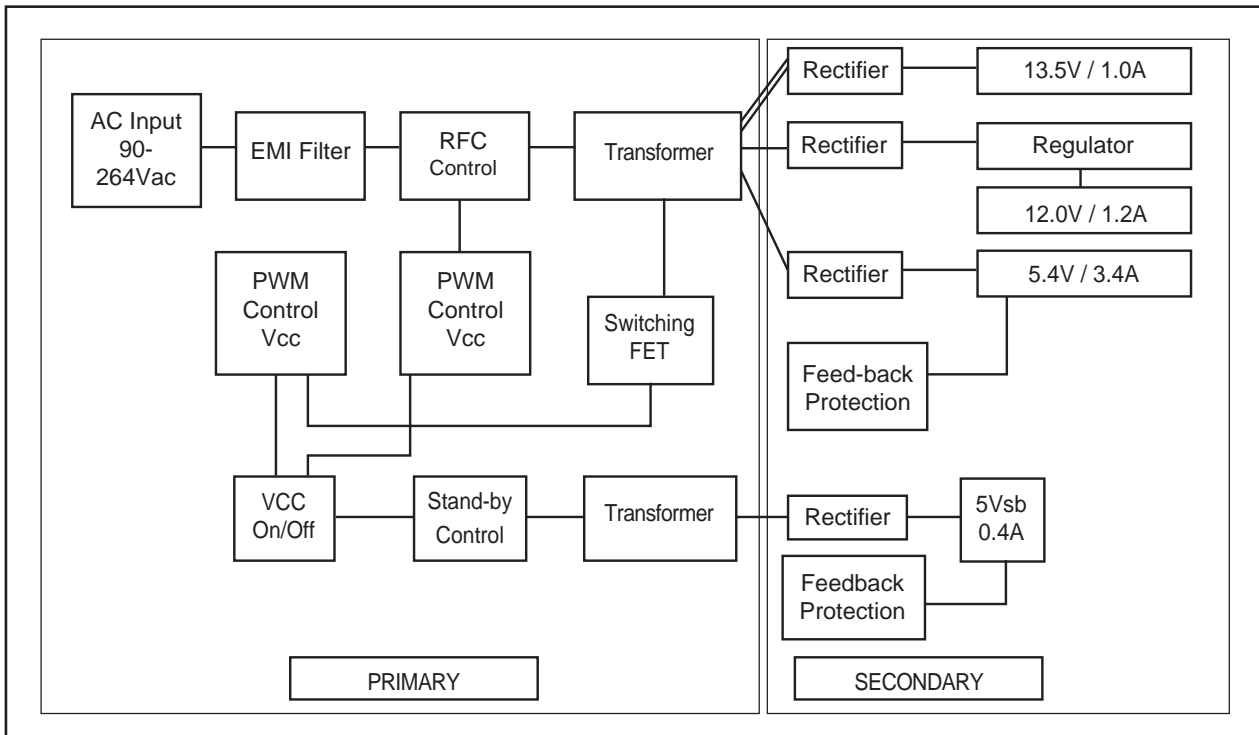 AC Input
90-
264Vac
EMI Filter
RFC
Control
Transformer
Rectifier
13.5V / 1.0A
Rectifier
Regulator
12.0V / 1.2A
Rectifier
5.4V / 3.4A
PWM
Control
Vcc
PWM
Control
Vcc
Switching
FET
Feed-back
Protection
VCC
On/Off
Stand-by
Control
Transformer
Rectifier
5Vsb
0.4A
Feedback
Protection
PRIMARY
SECONDARY